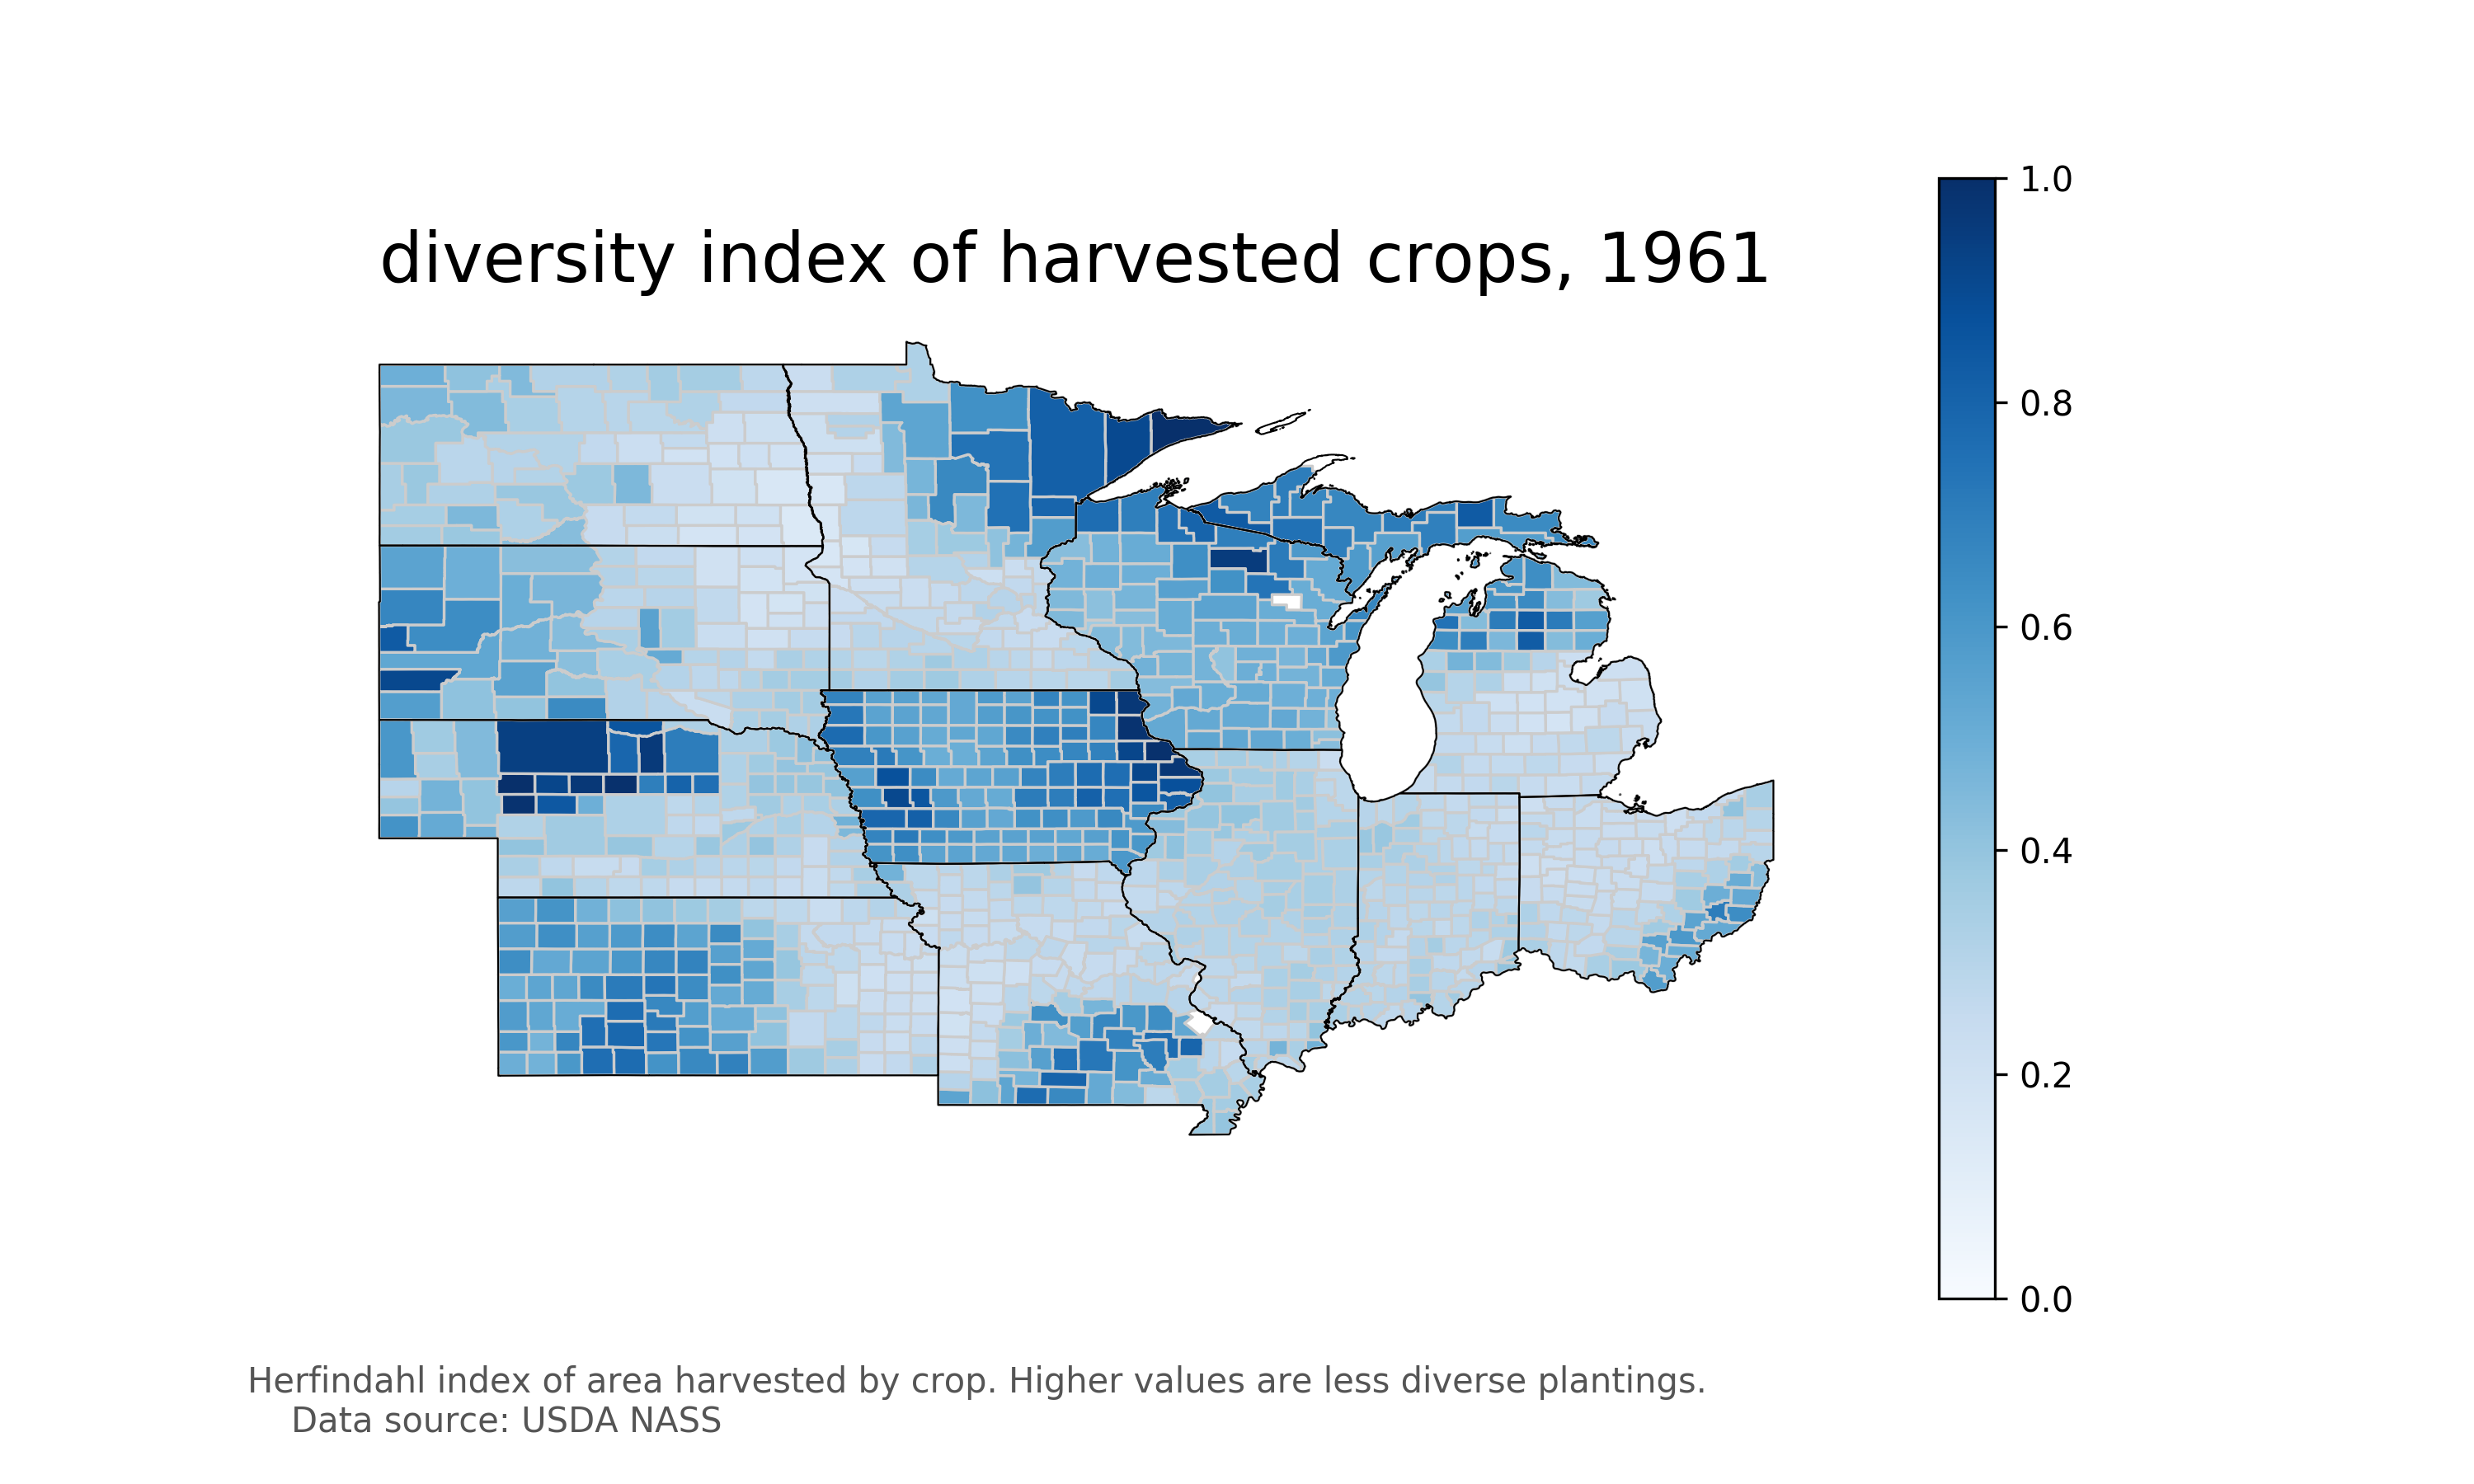 diversity index of harvested crops, 1961
1.0
0.8
0.6
0.4
0.2
0.0
Herfindahl index of area harvested by crop. Higher values are less diverse plantings.
Data source: USDA NASS